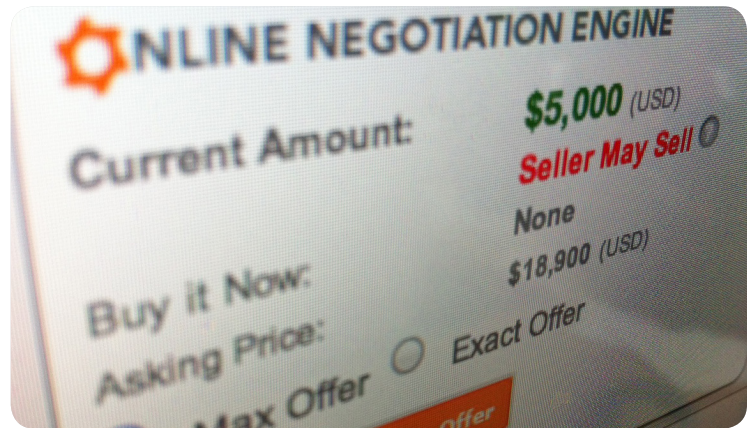 ONLINE NEGOTIATION ENGINE
Current Amount: $5,000 (USD)
Seller May Sell ?
Buy it Now: None
Asking Price: $18,900 (USD)
Max Offer Exact Offer
Offer